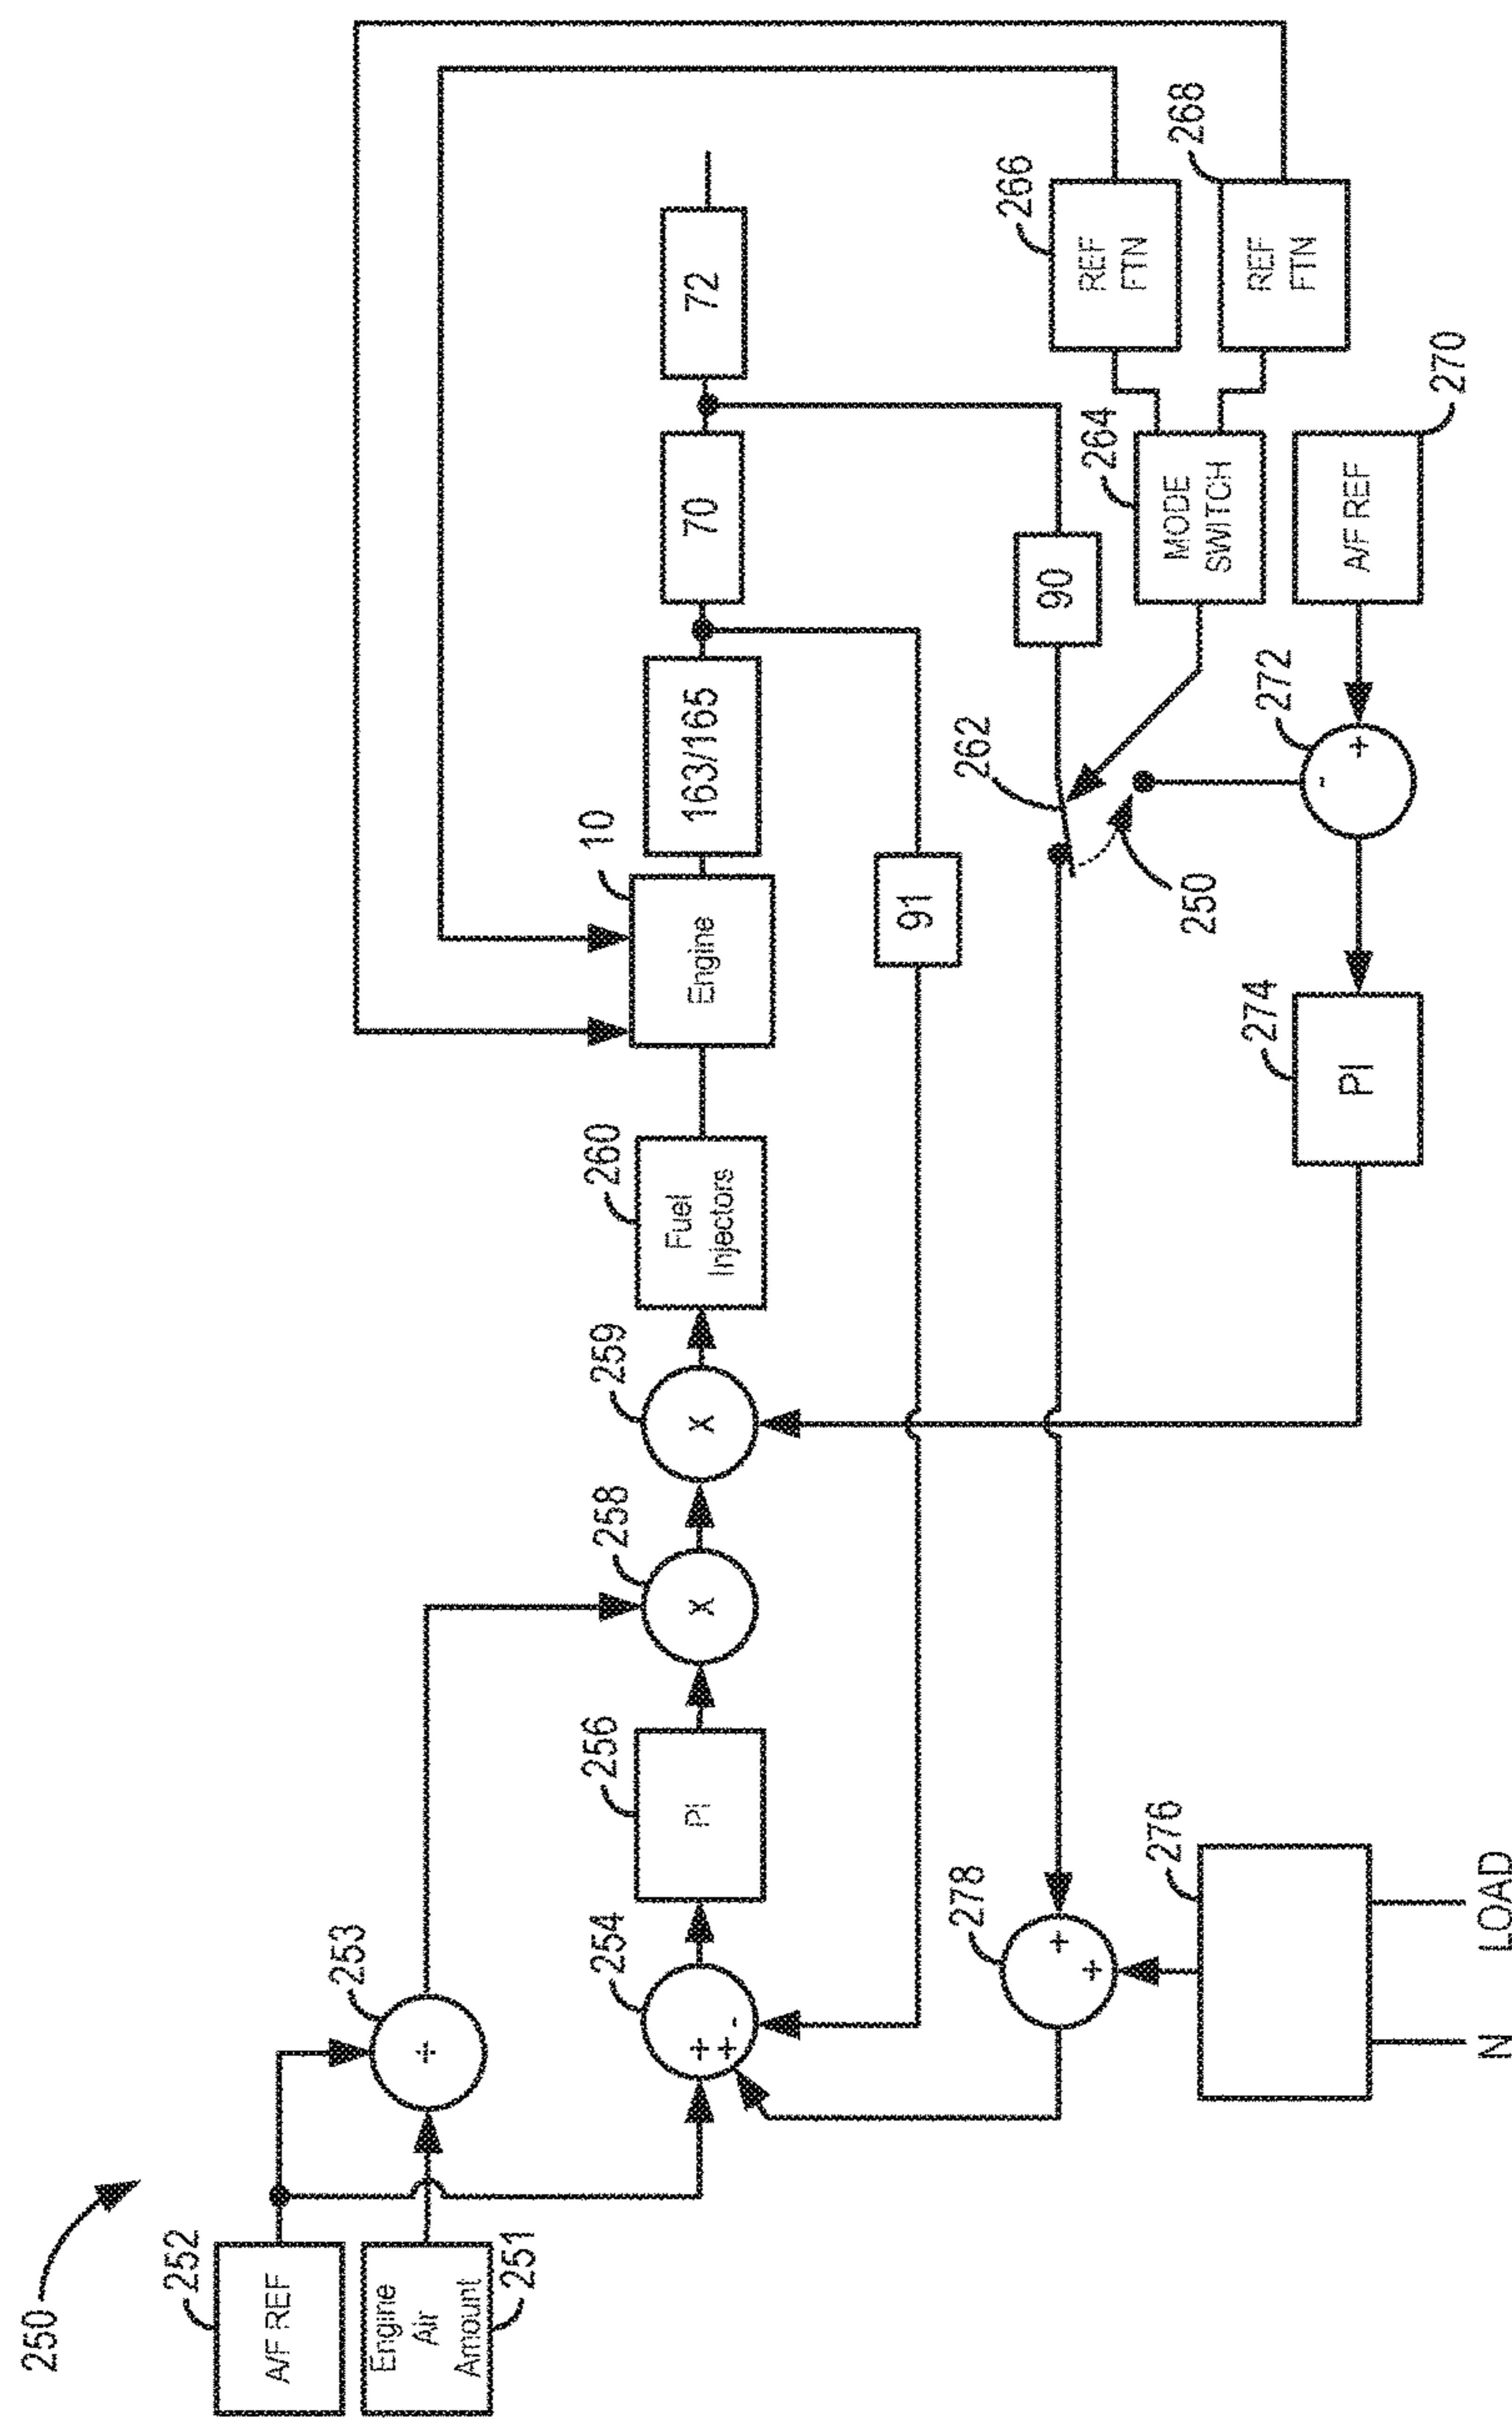 250
252
A/F REF
Engine
Air
Amount
251
253
÷
254
+
+
-
256
PI
258
X
259
X
260
Fuel
Injectors
10
Engine
163/165
70
72
91
90
262
250
264
MODE
SWITCH
266
REF
FTN
268
REF
FTN
270
A/F REF
272
+
-
274
PI
278
+
+
276
N
LOAD